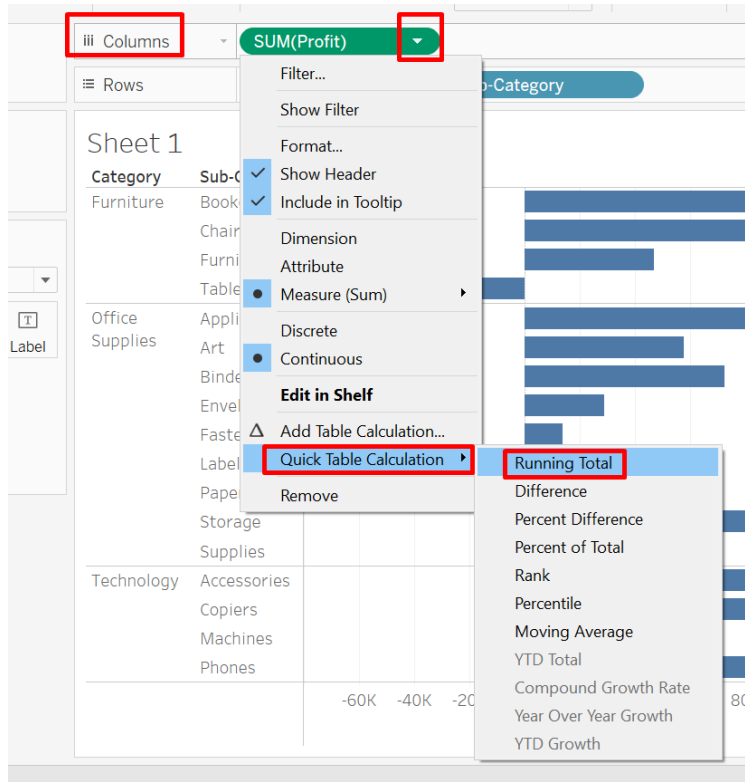 Columns
SUM(Profit)
Rows
Sheet 1
Category
Furniture
Office
Supplies
Storage
Supplies
Technology
Accessories
Copiers
Machines
Phones
-60K
-40K
Label
Filter...
Show Filter
Format...
Show Header
Include in Tooltip
Dimension
Attribute
Measure (Sum)
Discrete
Continuous
Edit in Shelf
Add Table Calculation...
Quick Table Calculation
Remove
Running Total
Difference
Percent Difference
Percent of Total
Rank
Percentile
Moving Average
YTD Total
Compound Growth Rate
Year Over Year Growth
YTD Growth